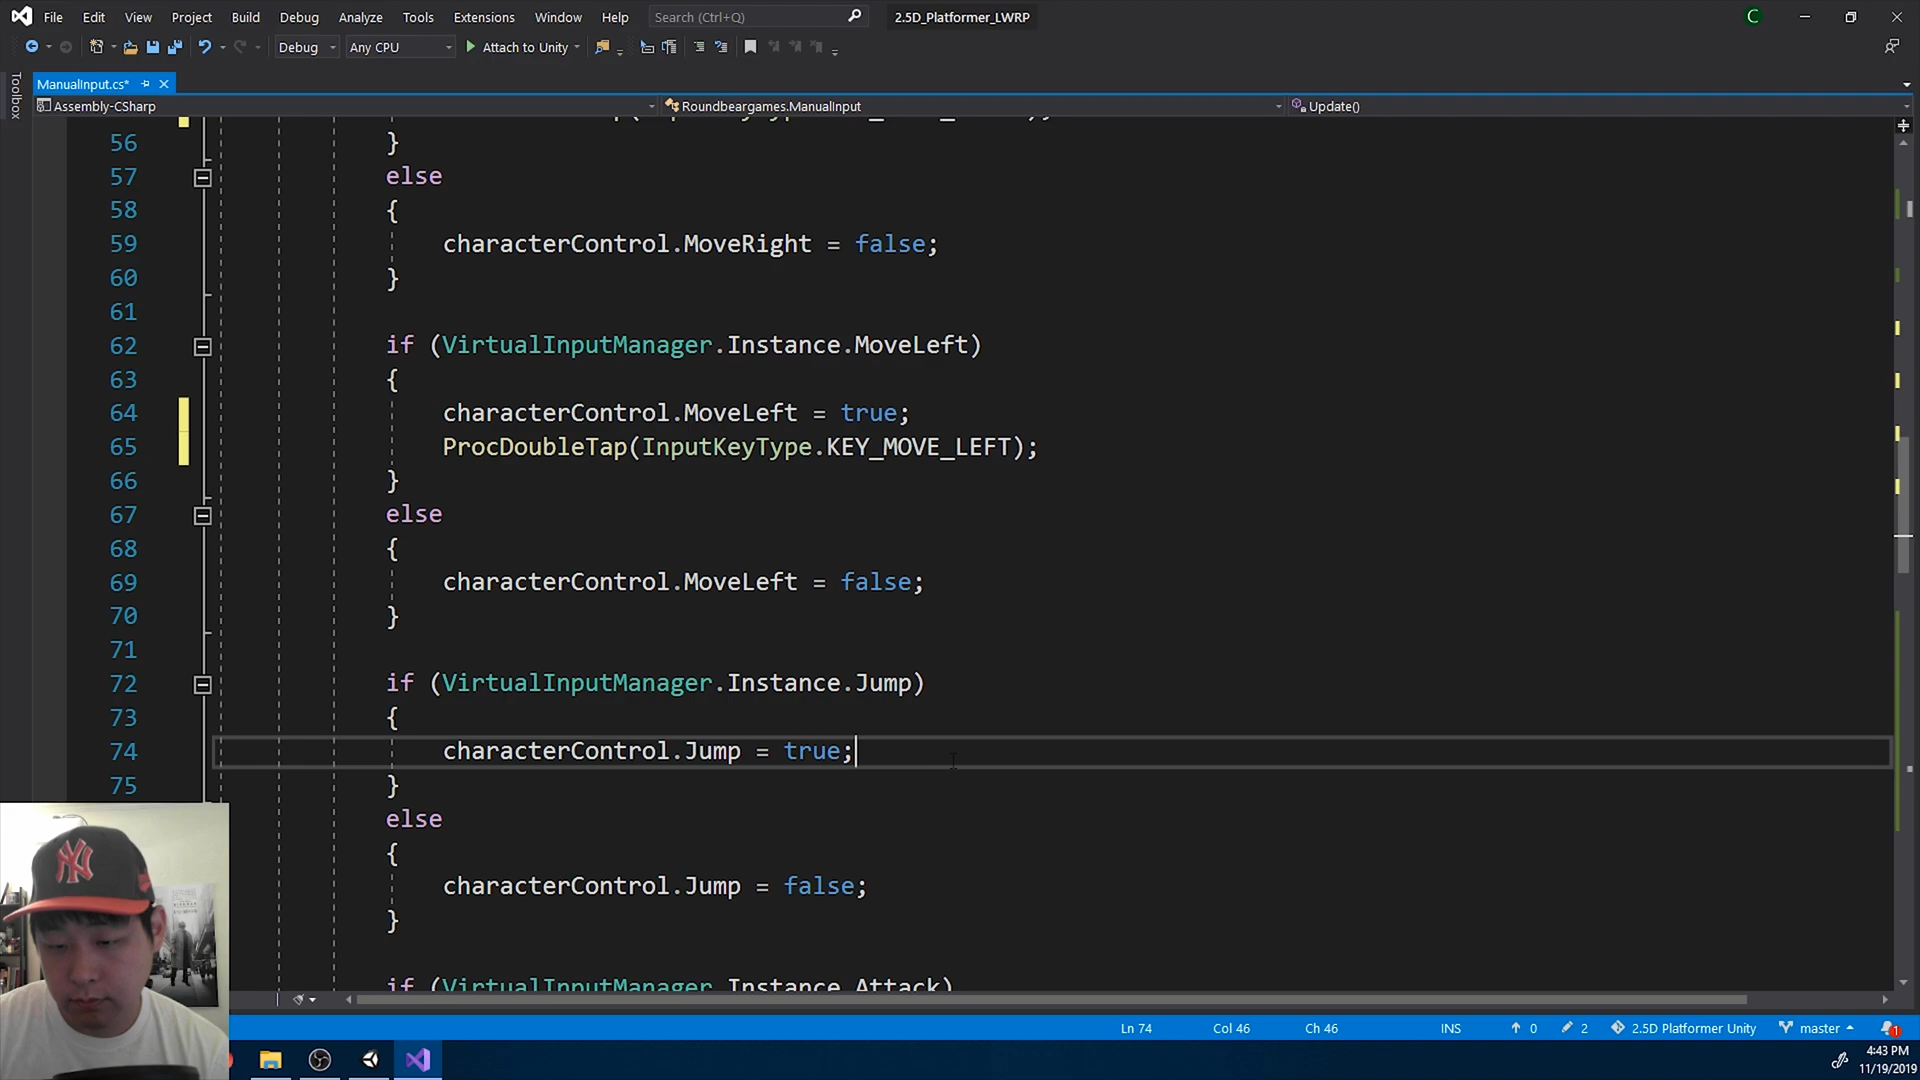 File Edit View Project Build Debug Analyze Tools Extensions Window Help Search (Ctrl+Q) 2.5D_Platformer_LWRP C
Debug Any CPU Attach to Unity
Toolbox
ManualInput.cs*
Assembly-CSharp Roundbeargames.ManualInput Update()
56 }
57 else
58 {
59 characterControl.MoveRight = false;
60 }
61
62 if (VirtualInputManager.Instance.MoveLeft)
63 {
64 characterControl.MoveLeft = true;
65 ProcDoubleTap(InputKeyType.KEY_MOVE_LEFT);
66 }
67 else
68 {
69 characterControl.MoveLeft = false;
70 }
71
72 if (VirtualInputManager.Instance.Jump)
73 {
74 characterControl.Jump = true;
75 }
else
{
characterControl.Jump = false;
}
if (VirtualInputManager.Instance.Attack)
Ln 74 Col 46 Ch 46 INS 0 2 2.5D Platformer Unity master 1
4:43 PM
11/19/2019